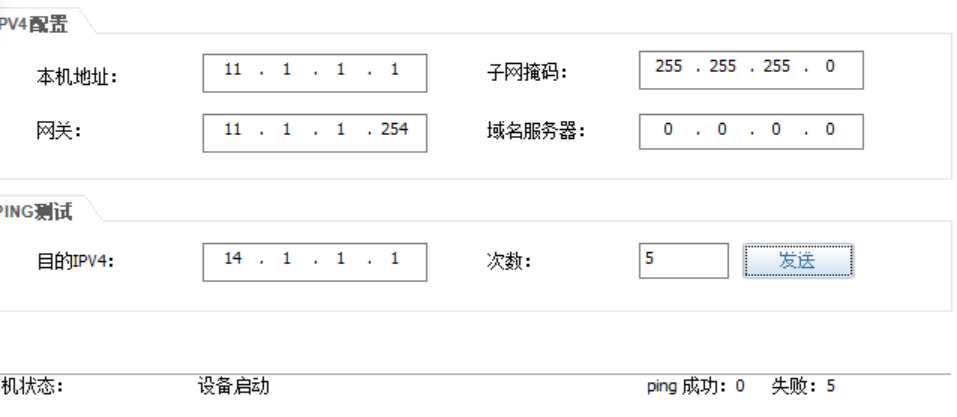 PV4配置
本机地址: 11 . 1 . 1 . 1 子网掩码: 255 . 255 . 255 . 0
网关: 11 . 1 . 1 . 254 域名服务器: 0 . 0 . 0 . 0
PING测试
目的IPV4: 14 . 1 . 1 . 1 次数: 5 发送
机状态: 设备启动 ping 成功: 0 失败: 5